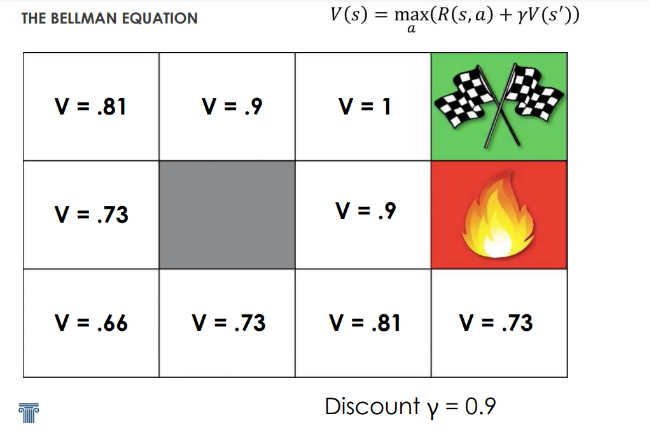 THE BELLMAN EQUATION
V(s) = max(R(s, a) + γV(s'))
a
V = .81 V = .9 V = 1
V = .73 V = .9
V = .66 V = .73 V = .81 V = .73
Discount γ = 0.9